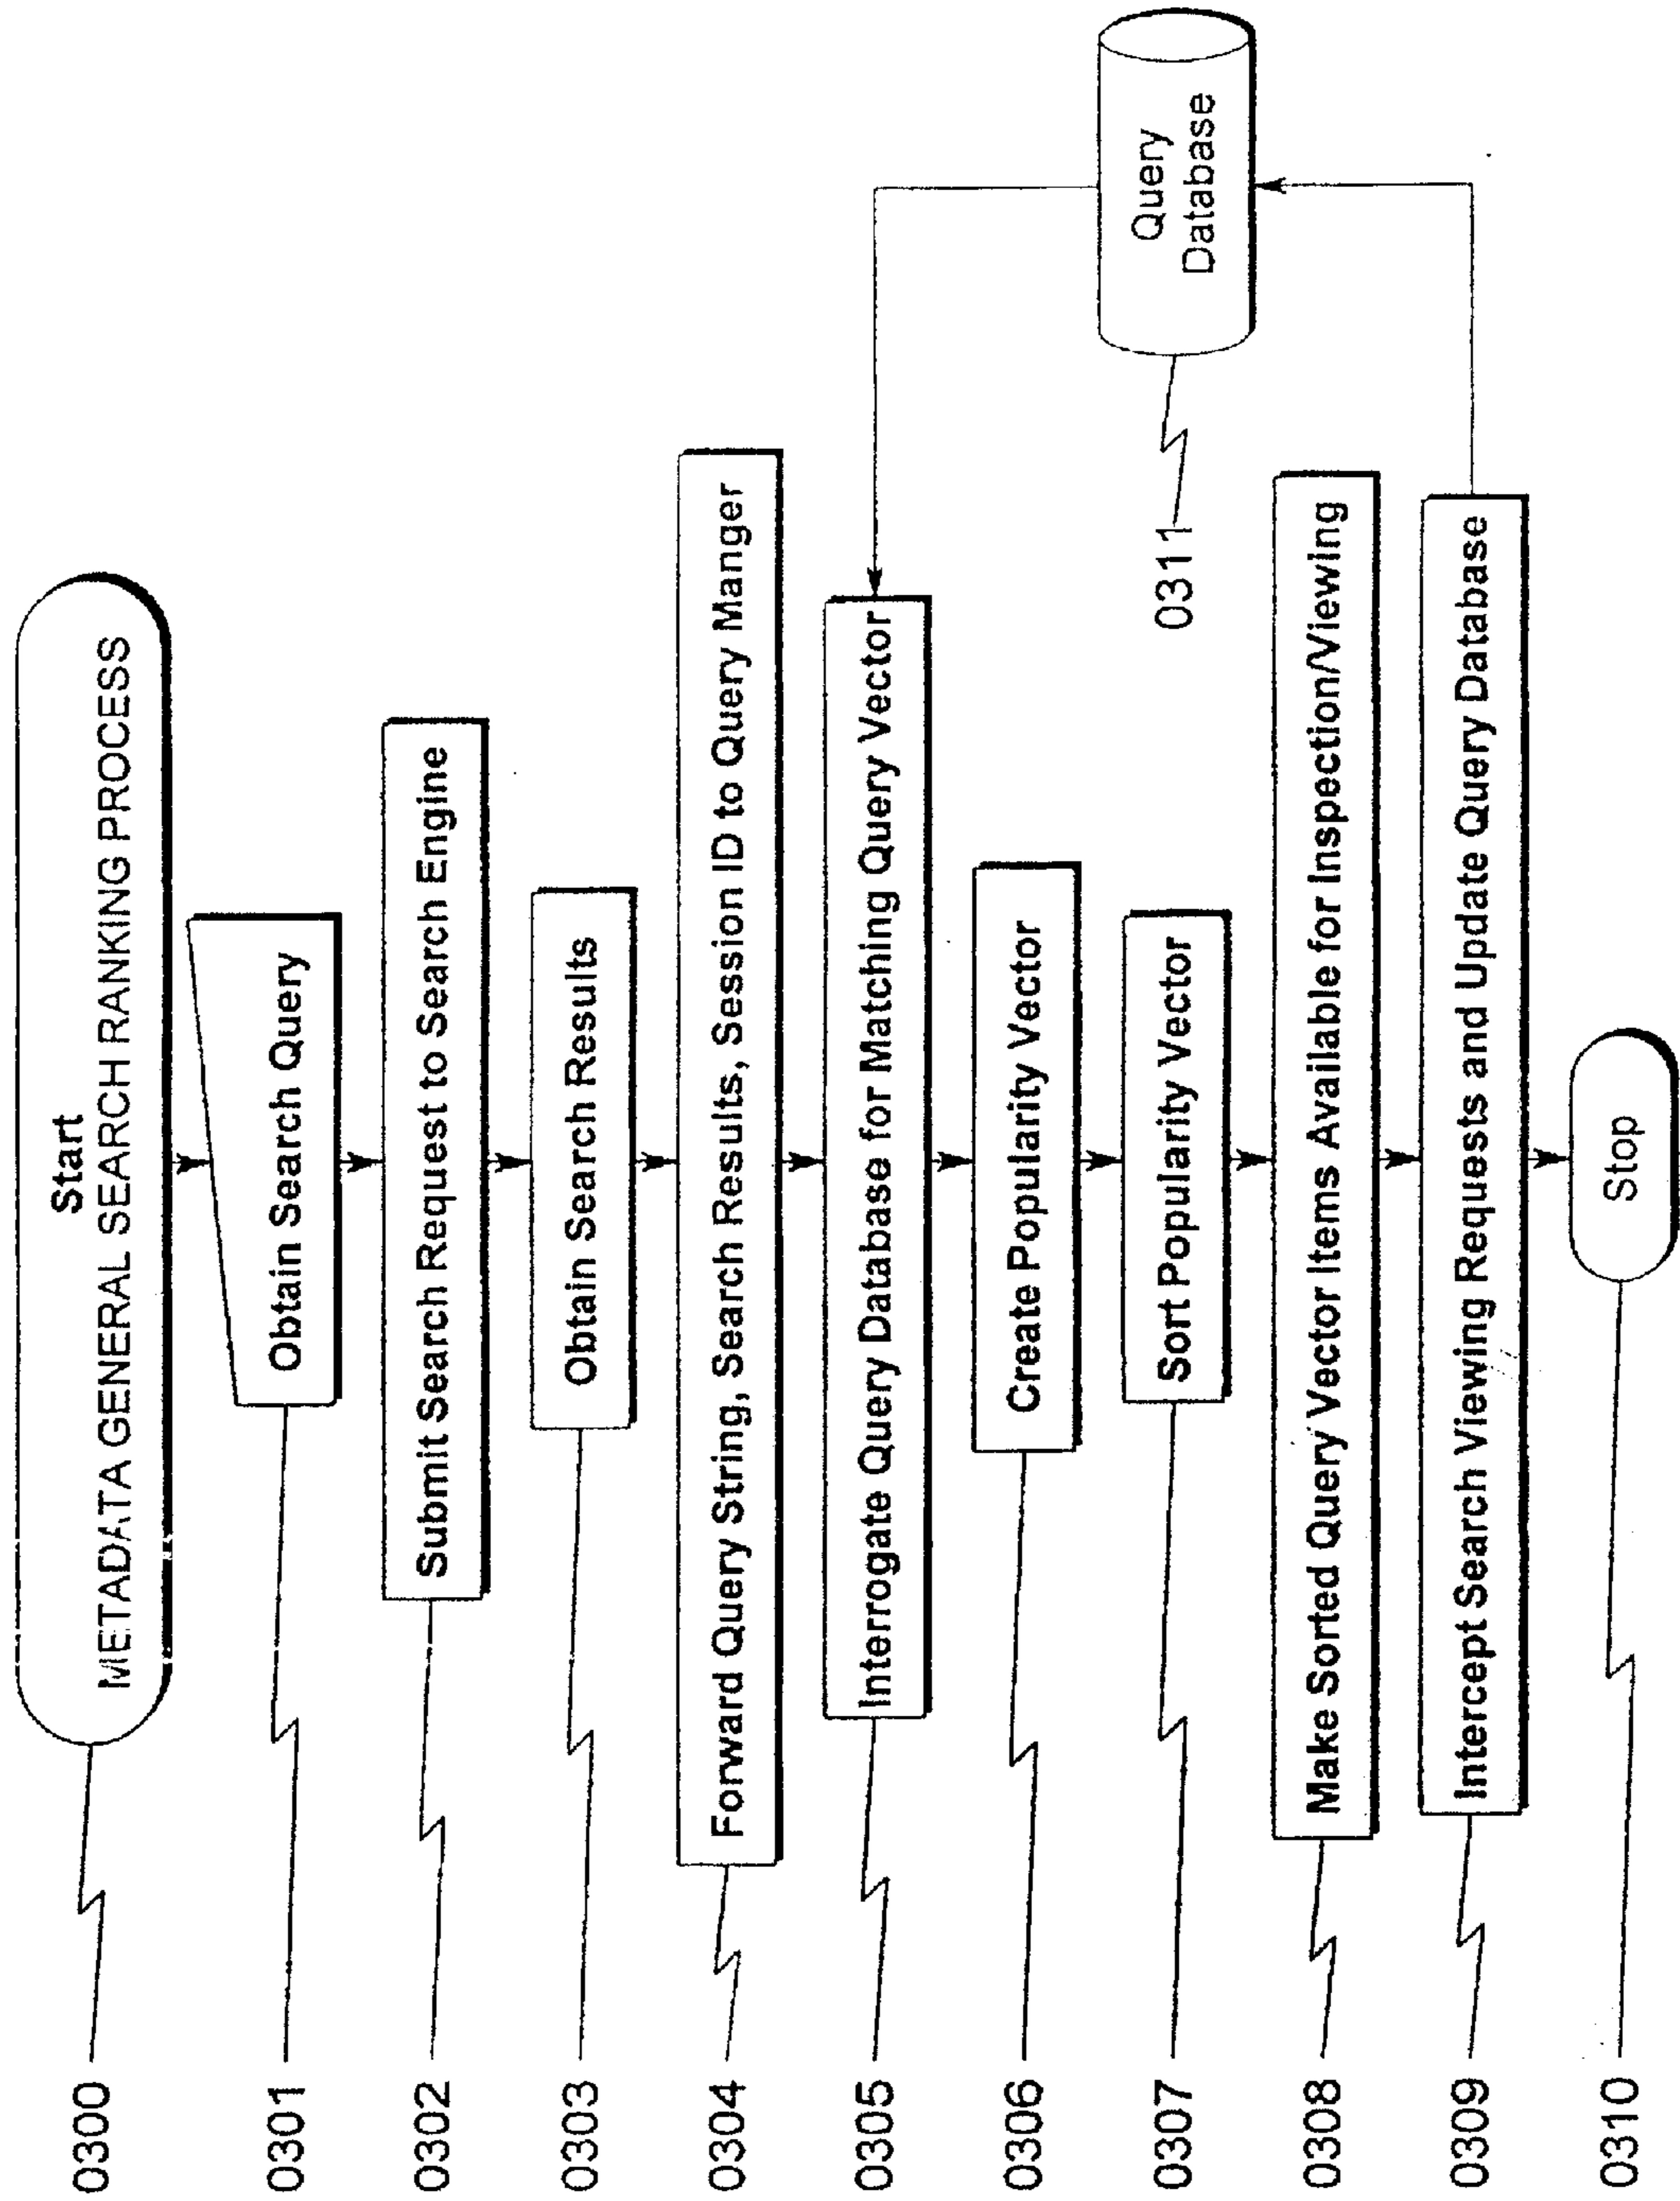 Start
METADATA GENERAL SEARCH RANKING PROCESS
0300
Obtain Search Query
0301
Submit Search Request to Search Engine
0302
Obtain Search Results
0303
Forward Query String, Search Results, Session ID to Query Manger
0304
Interrogate Query Database for Matching Query Vector
0305
Create Popularity Vector
0306
Sort Popularity Vector
0307
Query
Database
0311
Make Sorted Query Vector Items Available for Inspection/Viewing
0308
Intercept Search Viewing Requests and Update Query Database
0309
Stop
0310